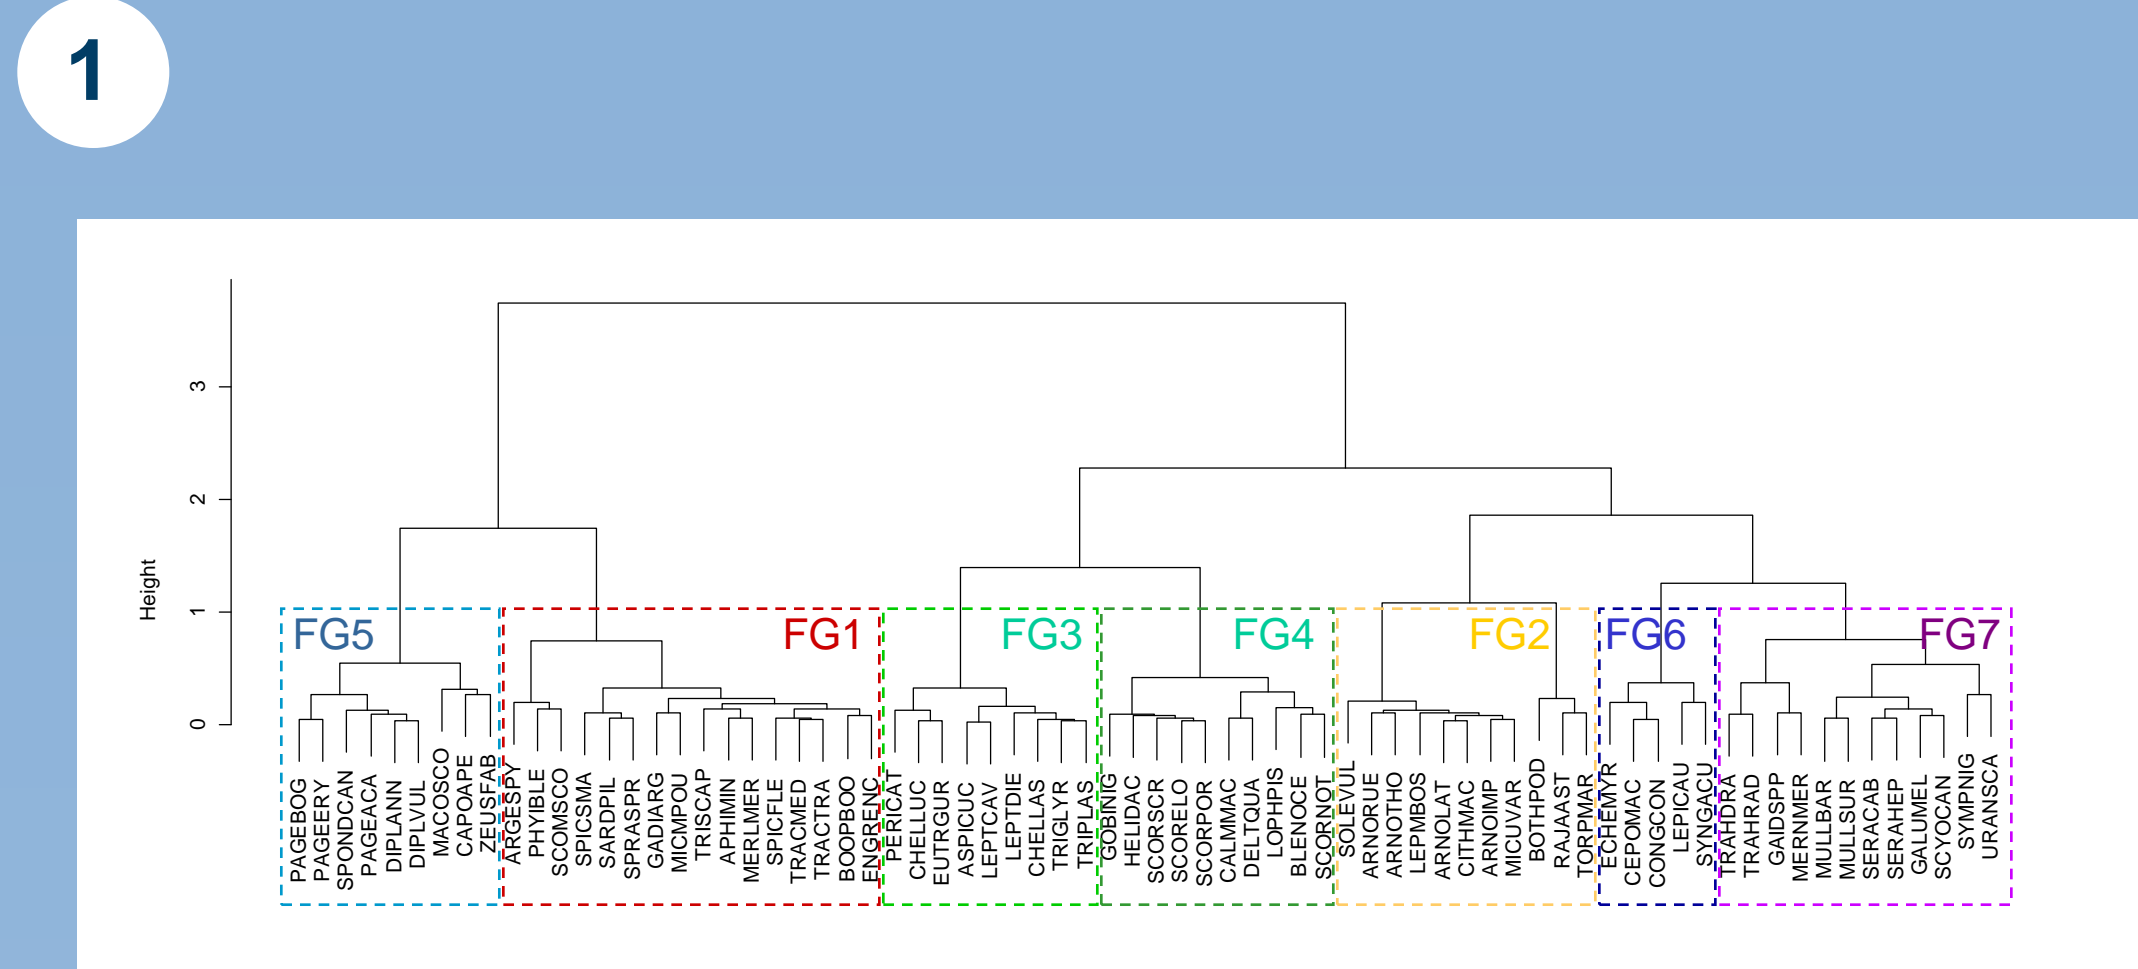 1
Height
3
2
1
0
FG5
FG1
FG3
FG4
FG2
FG6
FG7
PAGEBOG
PAGEERY
SPONDCAN
PAGEACA
DIPLANN
DIPLVUL
MACOSCO
CAPOAPE
ZEUSFAB
ARGESPY
PHYIBLE
SCOMSCO
SPICSMA
SARDPIL
SPRASPR
GADIARG
MICMPOU
TRISCAP
APHIMIN
MERLMER
SPICFLE
TRACMED
TRACTRA
BOOPBOO
ENGRENC
PERICAT
CHELLUC
EUTRGUR
ASPICUC
LEPTCAV
LEPTDIE
CHELLAS
TRIGLYR
TRIPLAS
GOBINIG
HELIDAC
SCORSCR
SCORELO
SCORPOR
CALMMAC
DELTQUA
LOPHPIS
BLENOCE
SCORNOT
SOLEVUL
ARNORUE
ARNOTHO
LEPMBOS
ARNOLAT
CITHMAC
ARNOIMP
MICUVAR
BOTHPOD
RAJAAST
TORPMAR
ECHEMYR
CEPOMAC
CONGCON
LEPICAU
SYNGACU
TRAHDRA
TRAHRAD
GAIDSPP
MERNMER
MULLBAR
MULLSUR
SERACAB
SERAHEP
GALUMEL
SCYOCAN
SYMPNIG
URANSCA